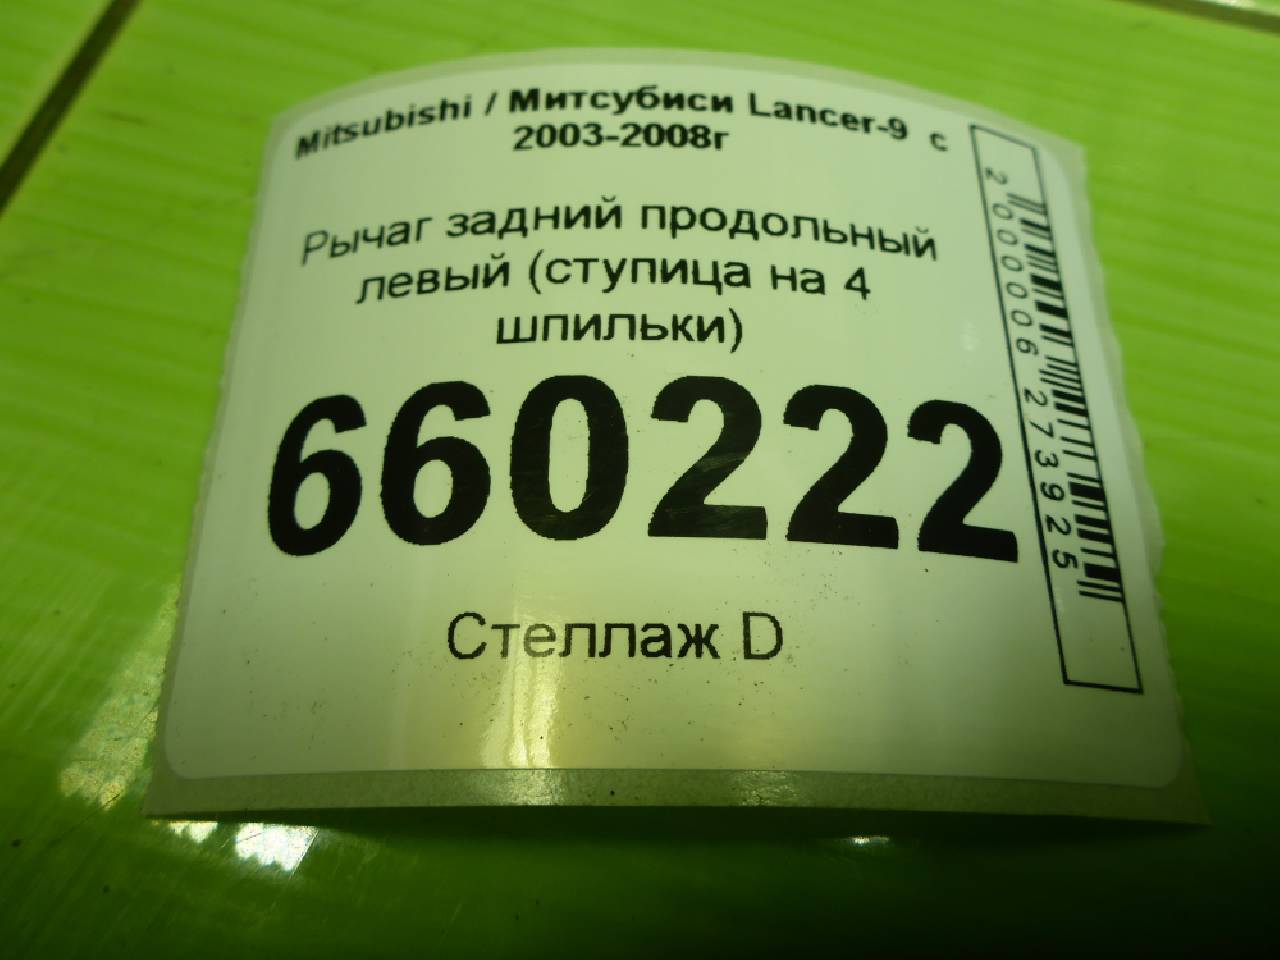 Mitsubishi / Митсубиси Lancer-9 с
2003-2008г
Рычаг задний продольный
левый (ступица на 4
шпильки)
660222
Стеллаж D
2000006273925